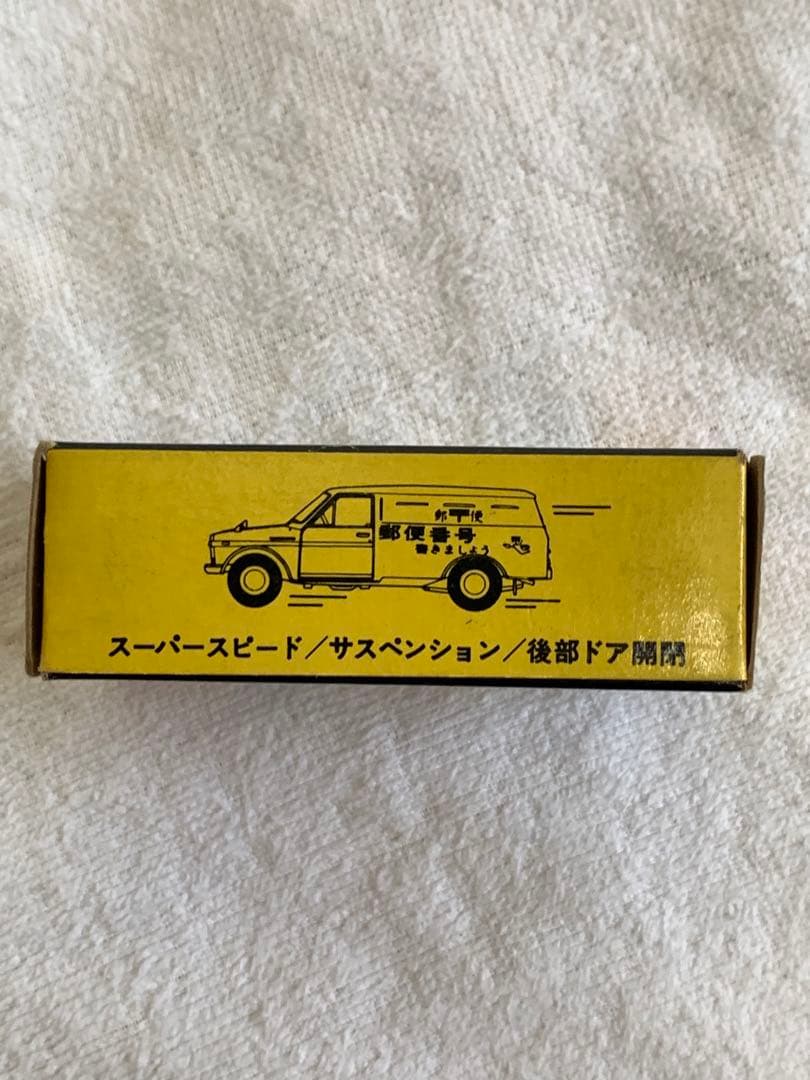 郵〒便
郵便番号
書きましょう
スーパースピード/サスペンション/後部ドア開閉